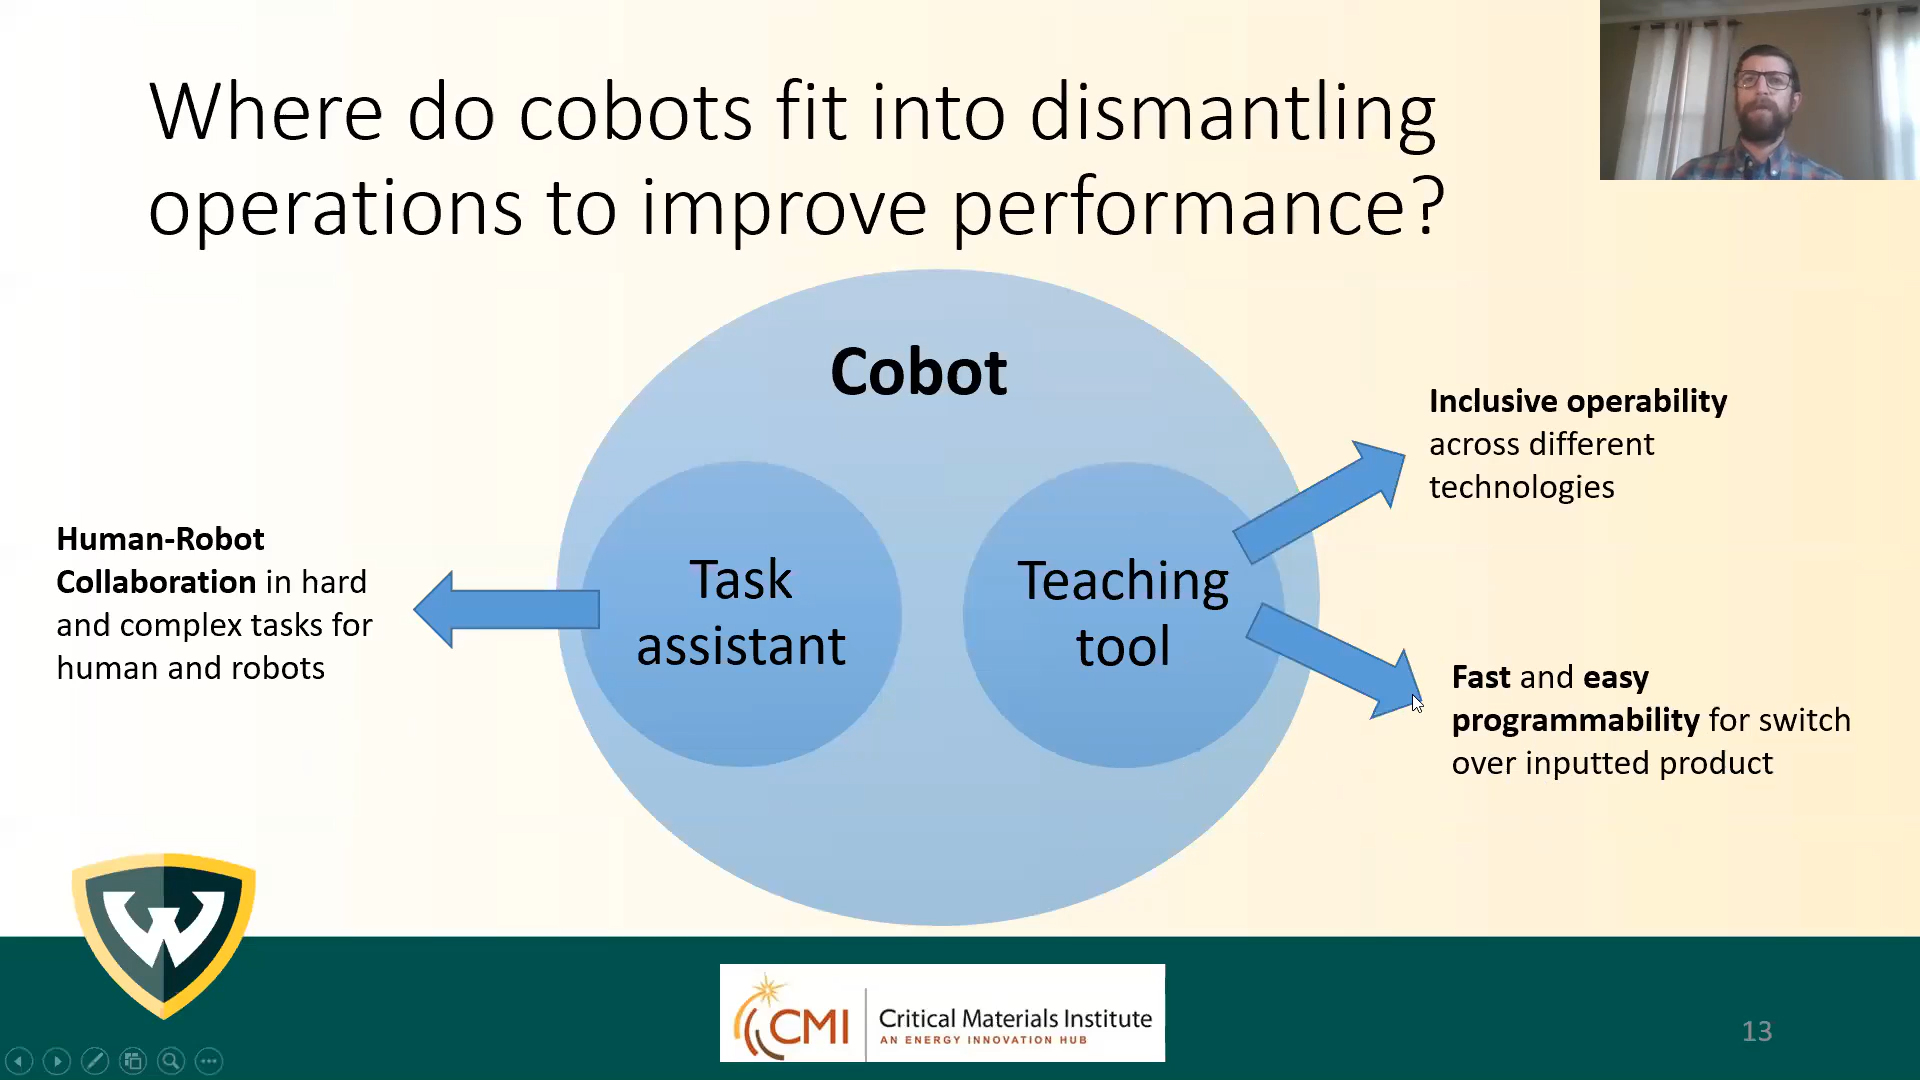 Where do cobots fit into dismantling
operations to improve performance?
Cobot
Inclusive operability
across different
technologies
Human-Robot
Collaboration in hard
and complex tasks for
human and robots
Task
assistant
Teaching
tool
Fast and easy
programmability for switch
over inputted product
W
CMI
Critical Materials Institute
AN ENERGY INNOVATION HUB
13